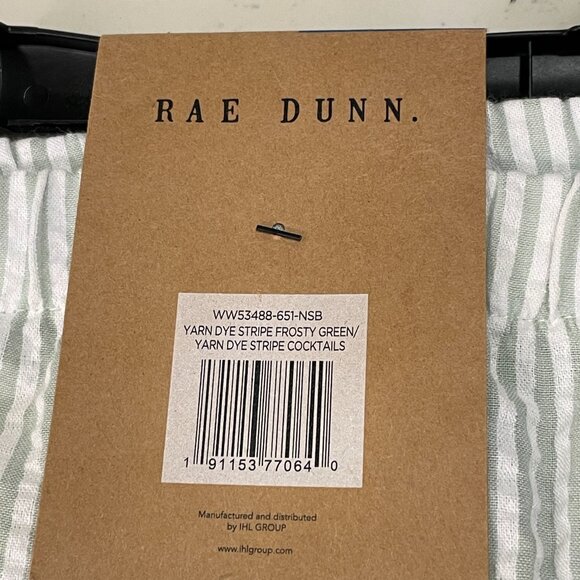 RAE DUNN.
WW53488-651-NSB
YARN DYE STRIPE FROSTY GREEN/
YARN DYE STRIPE COCKTAILS
1 91153 77064 0
Manufactured and distributed
by IHL GROUP
www.ihlgroup.com